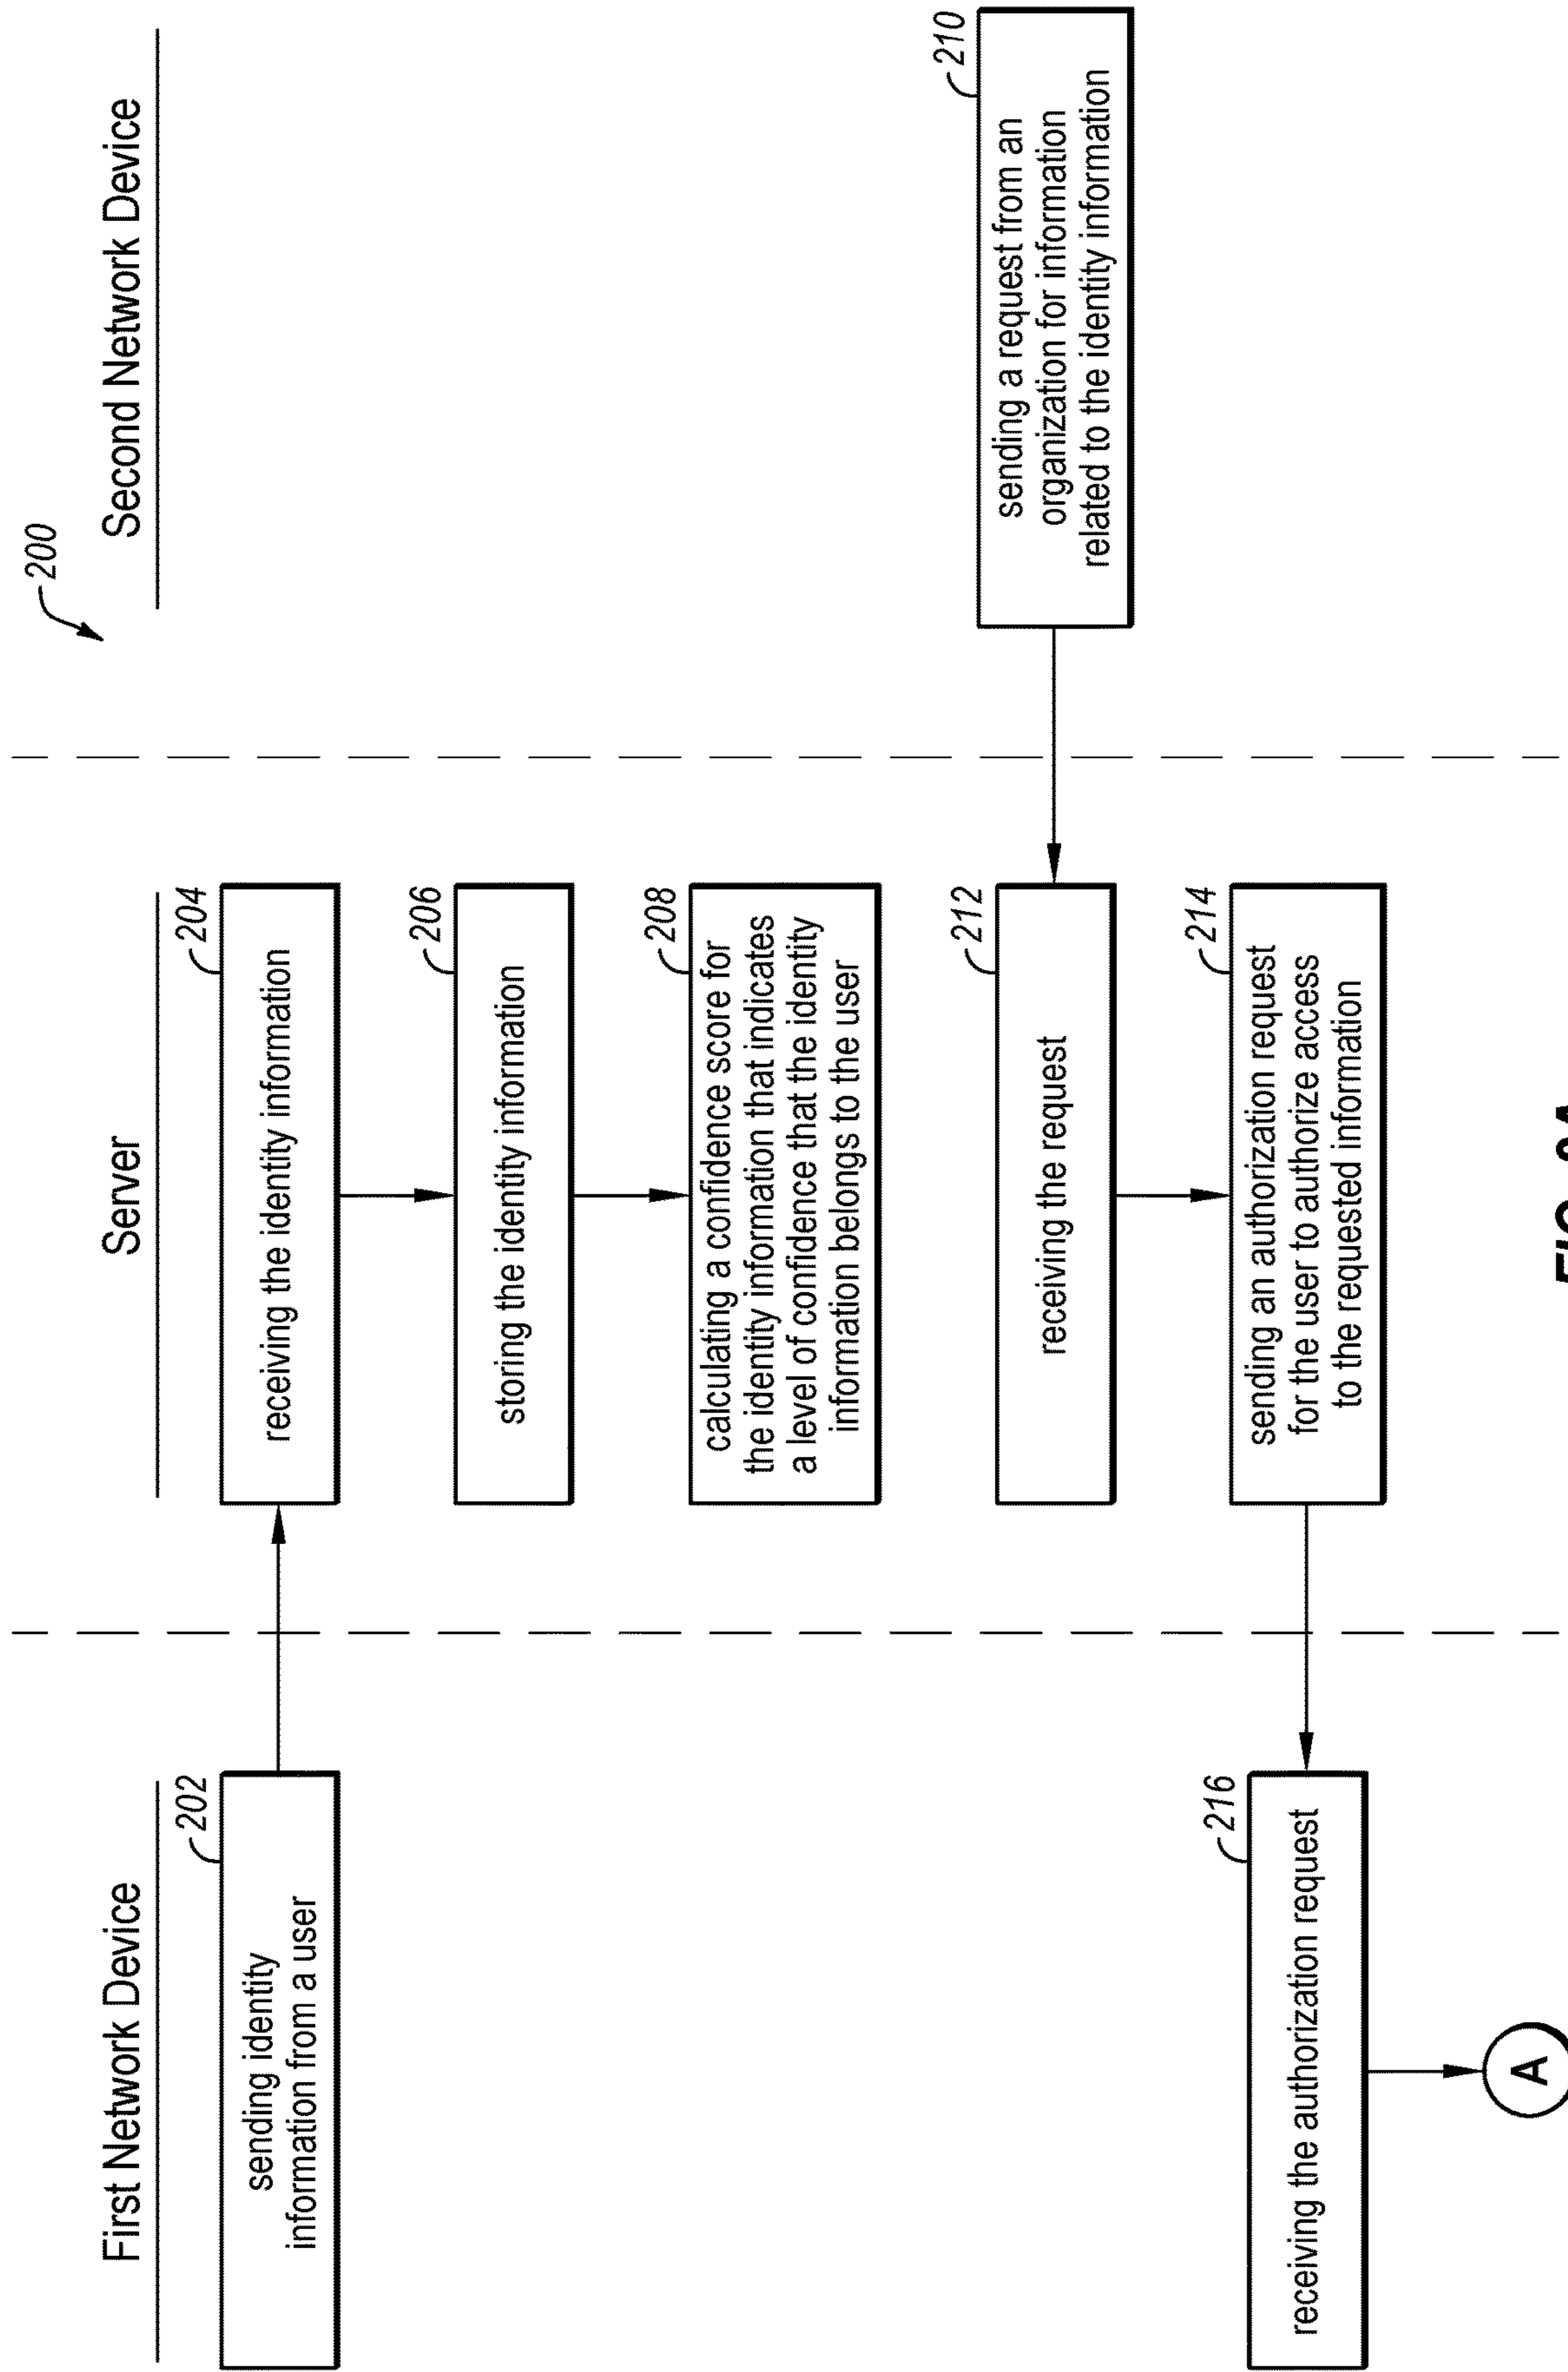 200
First Network Device
Server
Second Network Device
202
sending identity
information from a user
204
receiving the identity information
206
storing the identity information
208
calculating a confidence score for
the identity information that indicates
a level of confidence that the identity
information belongs to the user
210
sending a request from an
organization for information
related to the identity information
212
receiving the request
214
sending an authorization request
for the user to authorize access
to the requested information
216
receiving the authorization request
A